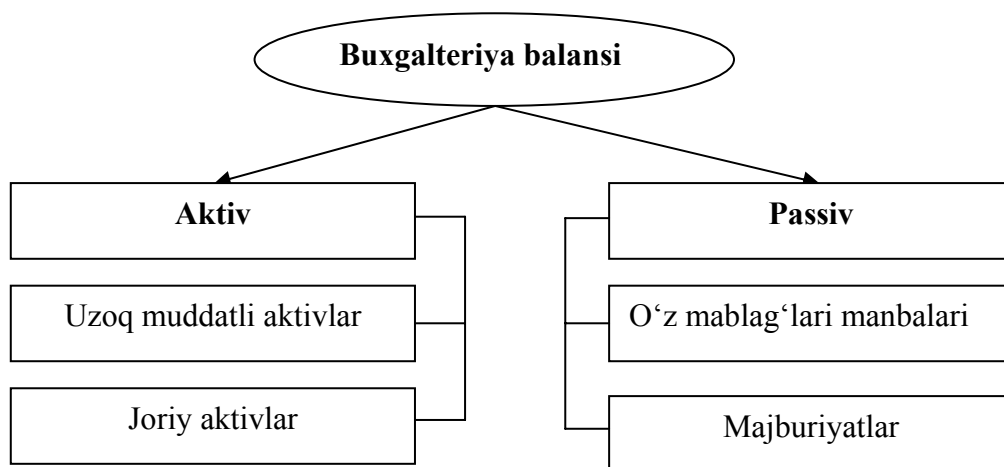 Buxgalteriya balansi
Aktiv
Uzoq muddatli aktivlar
Joriy aktivlar
Passiv
O‘z mablag‘lari manbalari
Majburiyatlar